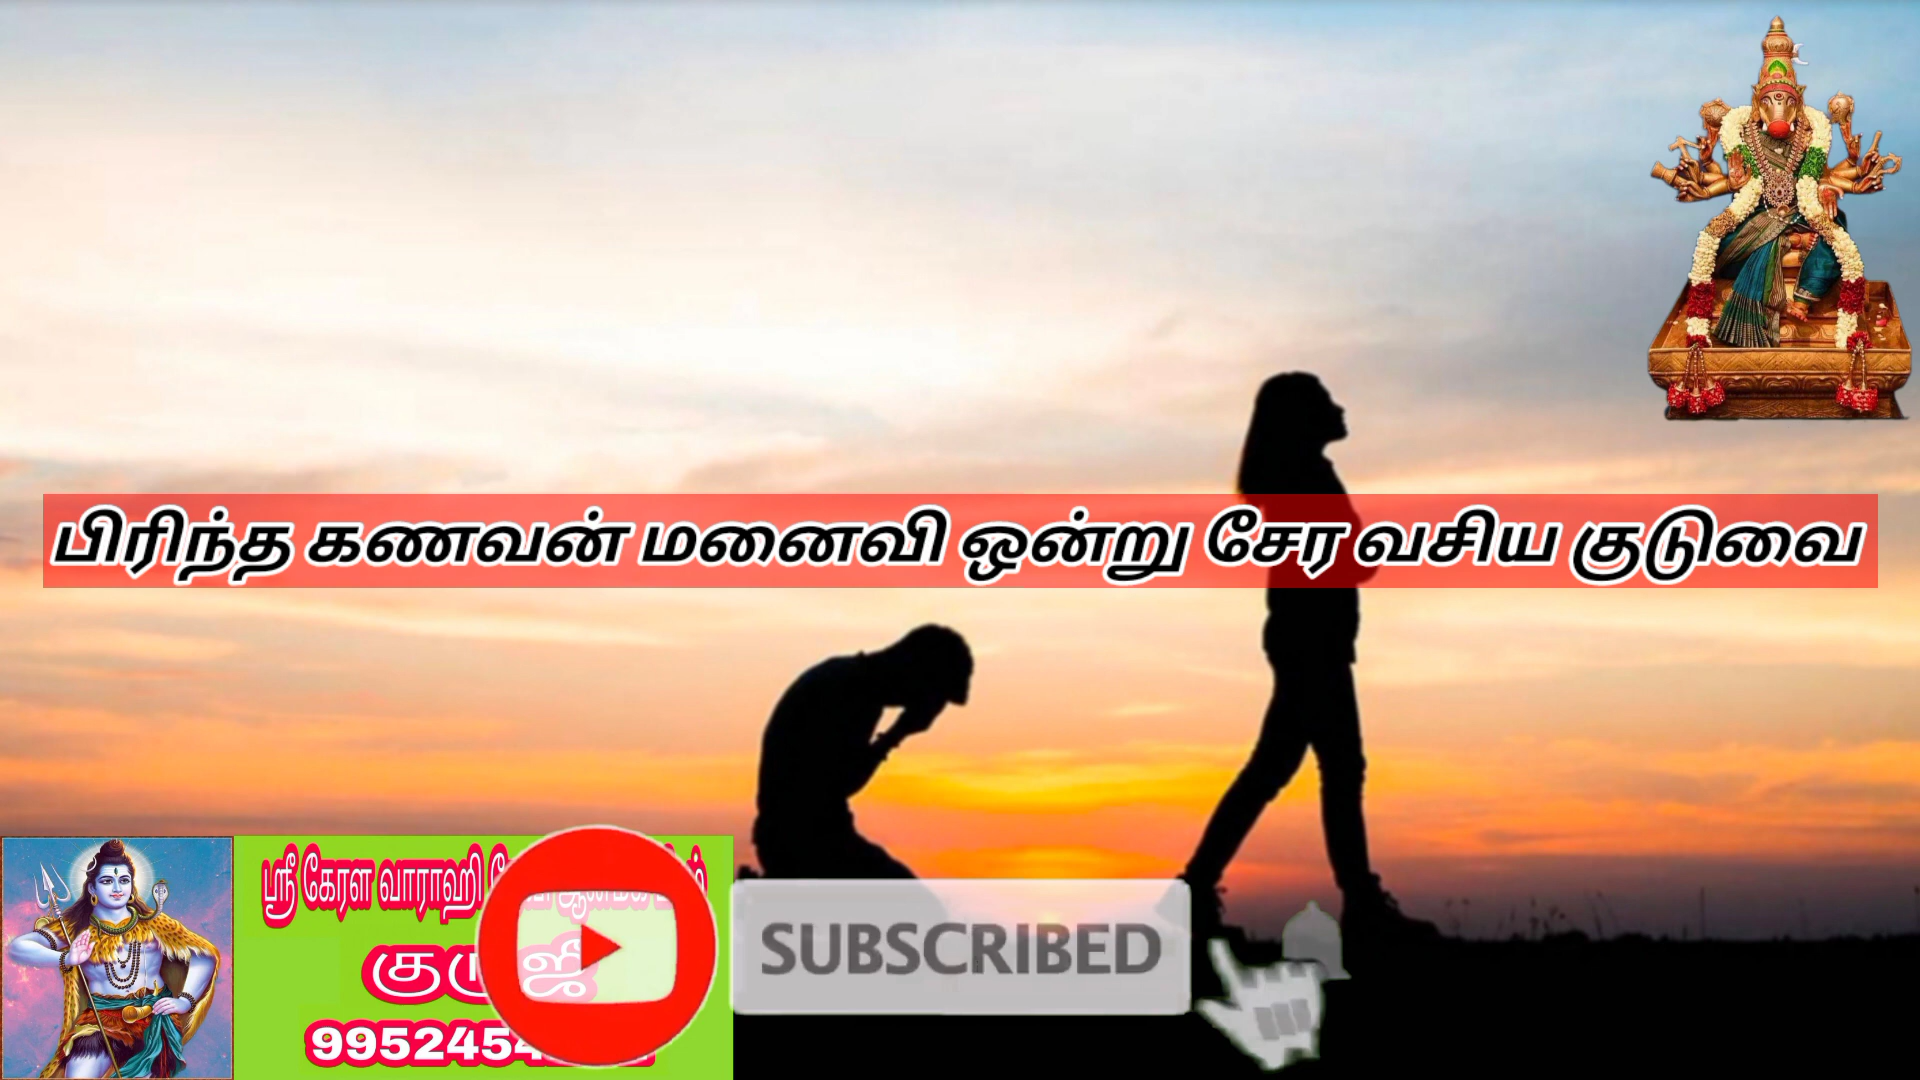 பிரிந்த கணவன் மனைவி ஒன்று சேர வசிய குடுவை
ஸ்ரீ கேரள வாராஹி
SUBSCRIBED